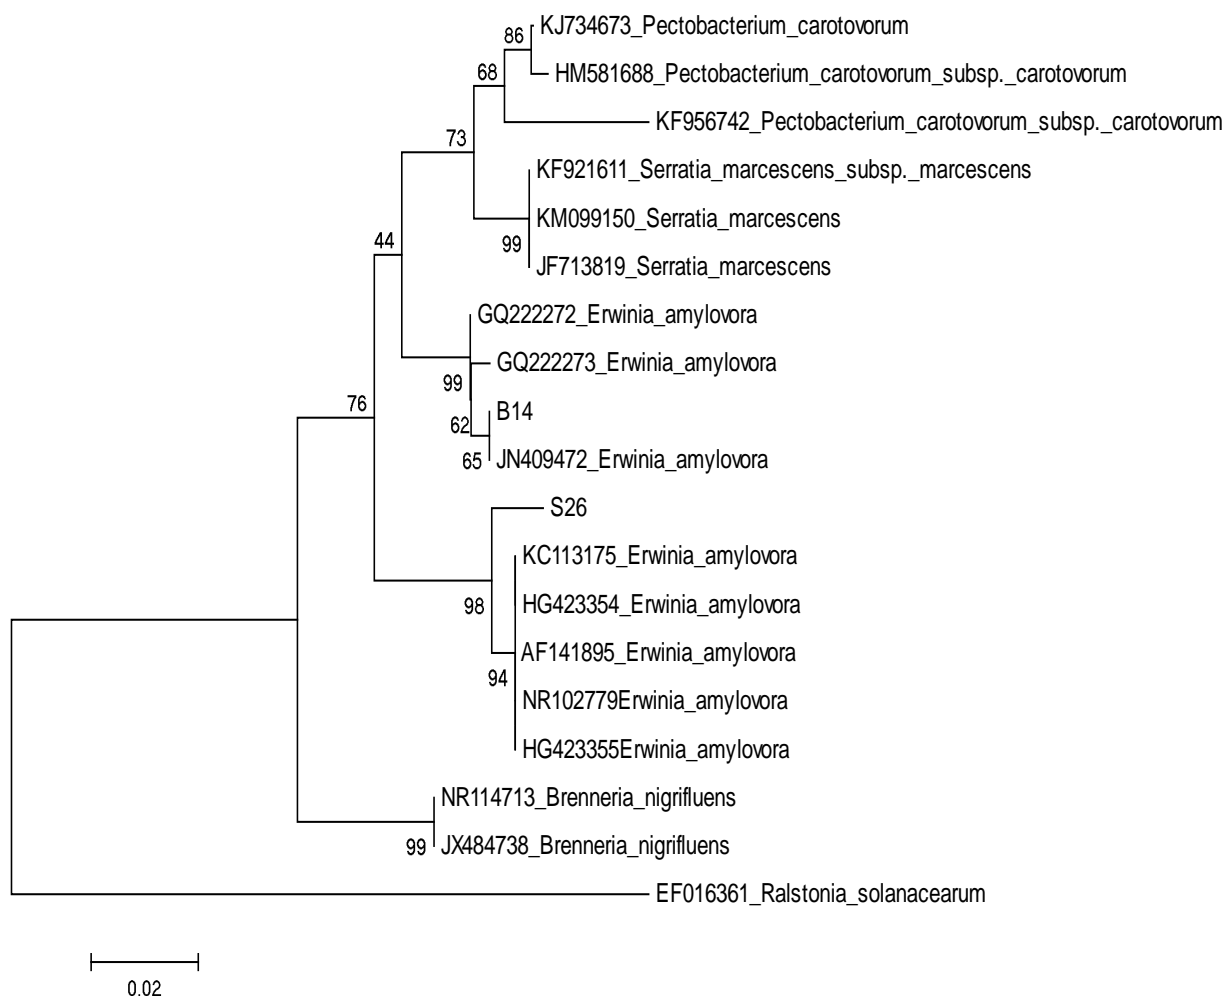 86
KJ734673_Pectobacterium_carotovorum
68
HM581688_Pectobacterium_carotovorum_subsp._carotovorum
KF956742_Pectobacterium_carotovorum_subsp._carotovorum
73
KF921611_Serratia_marcescens_subsp._marcescens
KM099150_Serratia_marcescens
99
JF713819_Serratia_marcescens
44
GQ222272_Erwinia_amylovora
GQ222273_Erwinia_amylovora
99
76
B14
62
65
JN409472_Erwinia_amylovora
S26
KC113175_Erwinia_amylovora
98
HG423354_Erwinia_amylovora
AF141895_Erwinia_amylovora
94
NR102779Erwinia_amylovora
HG423355Erwinia_amylovora
NR114713_Brenneria_nigrifluens
99
JX484738_Brenneria_nigrifluens
EF016361_Ralstonia_solanacearum
0.02